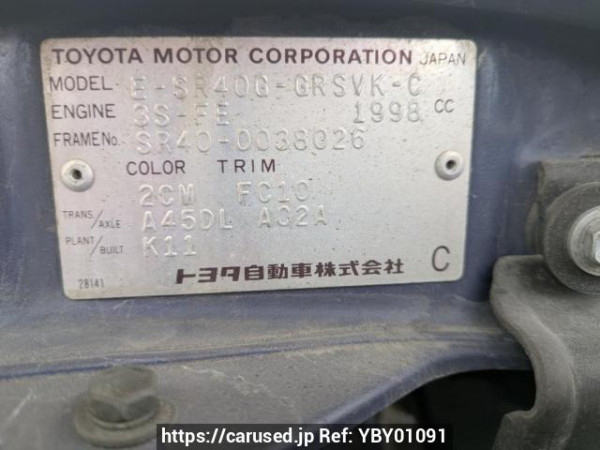 TOYOTA MOTOR CORPORATION JAPAN
MODEL E-SR40G-GRSVK-C
ENGINE 3S-FE 1998 CC
FRAME No. SR40-0038026
COLOR TRIM
2CM FC10
TRANS/AXLE A45DL A02A
PLANT/BUILT K11
28141 トヨタ自動車株式会社 C
https://carused.jp Ref: YBY01091